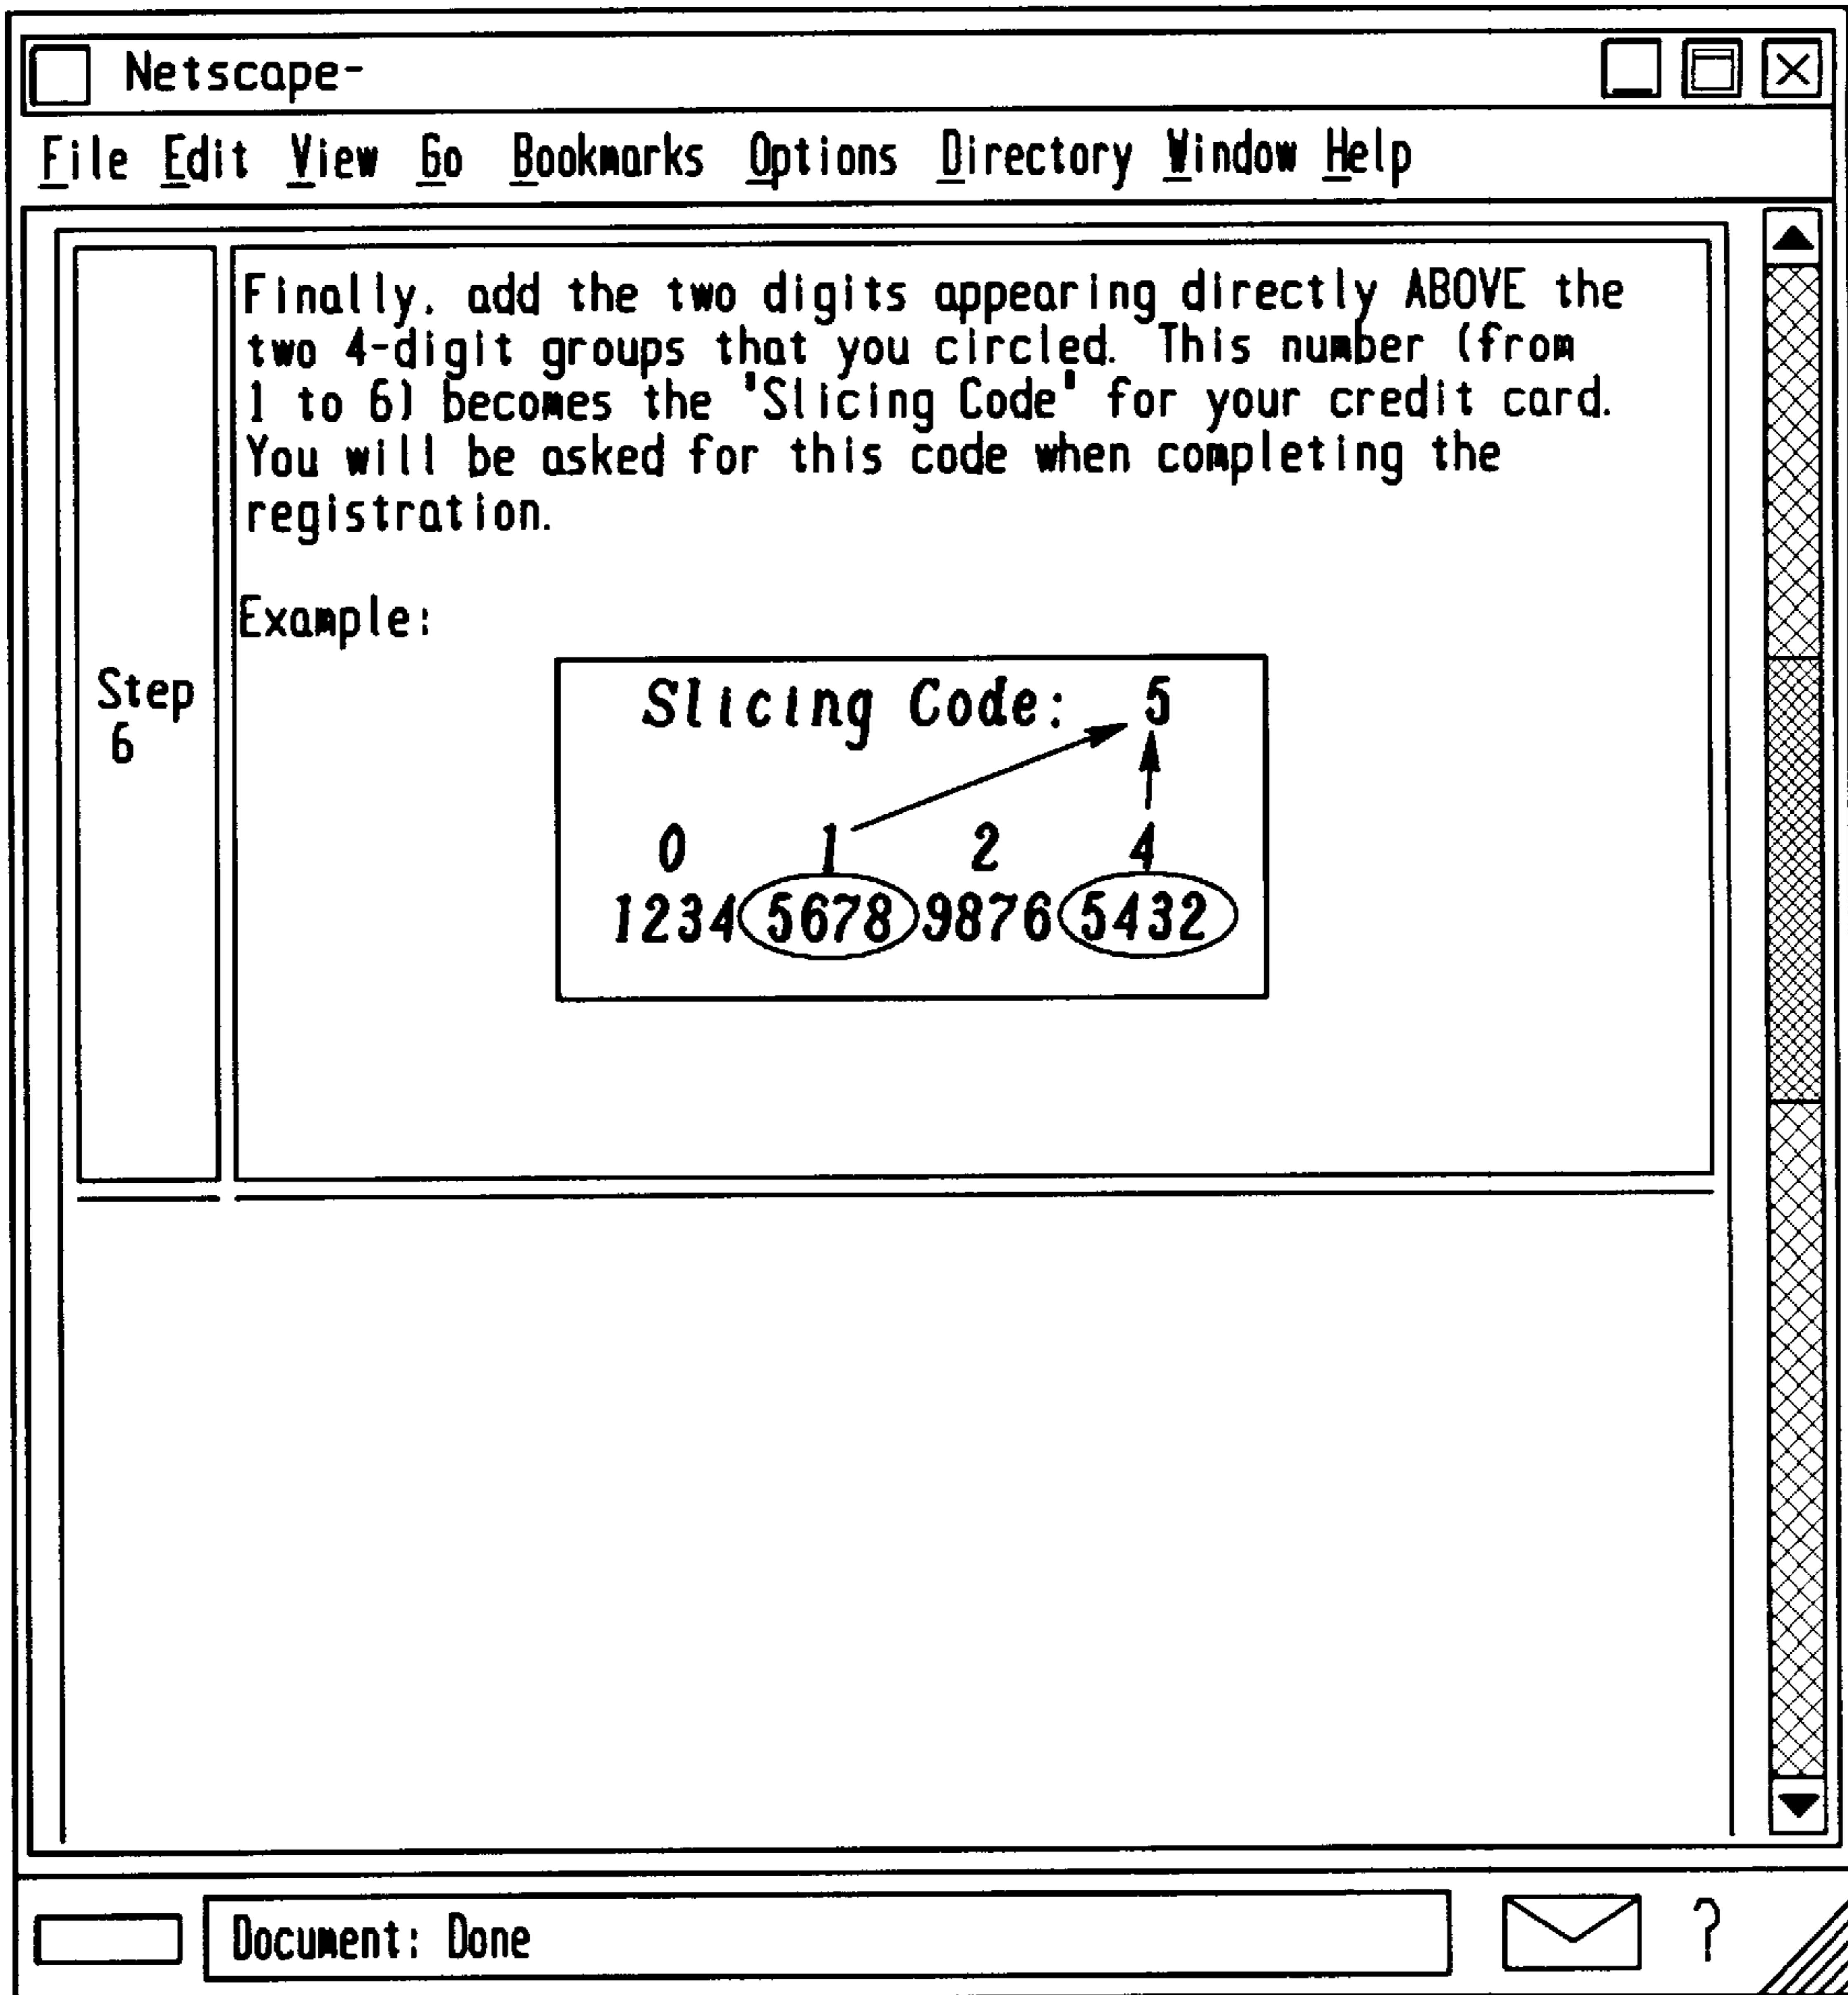 Netscape-
File Edit View Go Bookmarks Options Directory Window Help
Finally, add the two digits appearing directly ABOVE the
two 4-digit groups that you circled. This number (from
1 to 6) becomes the "Slicing Code" for your credit card.
You will be asked for this code when completing the
registration.
Example:
Step
6
Slicing Code: 5
0 1 2 4
1234 5678 9876 5432
Document: Done
?